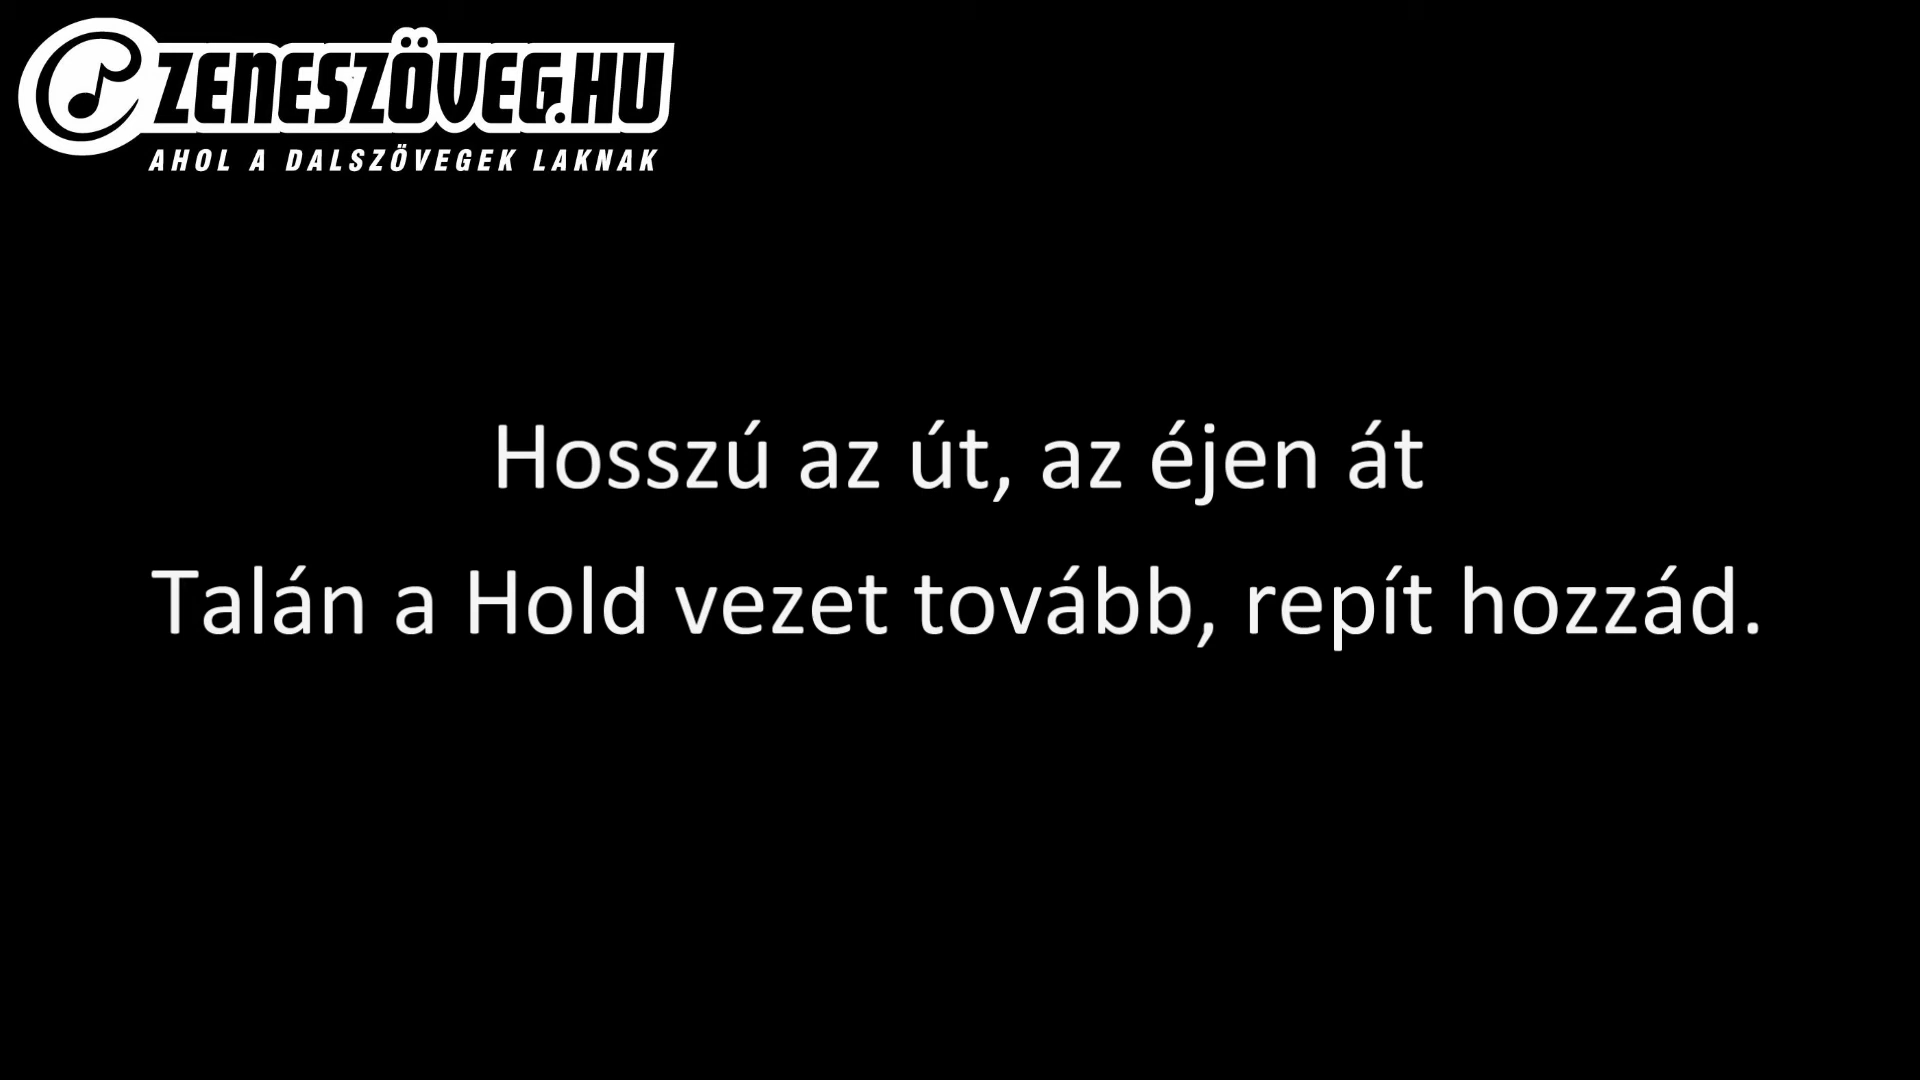 ZENESZÖVEG.HU
AHOL A DALSZÖVEGEK LAKNAK
Hosszú az út, az éjen át
Talán a Hold vezet tovább, repít hozzád.